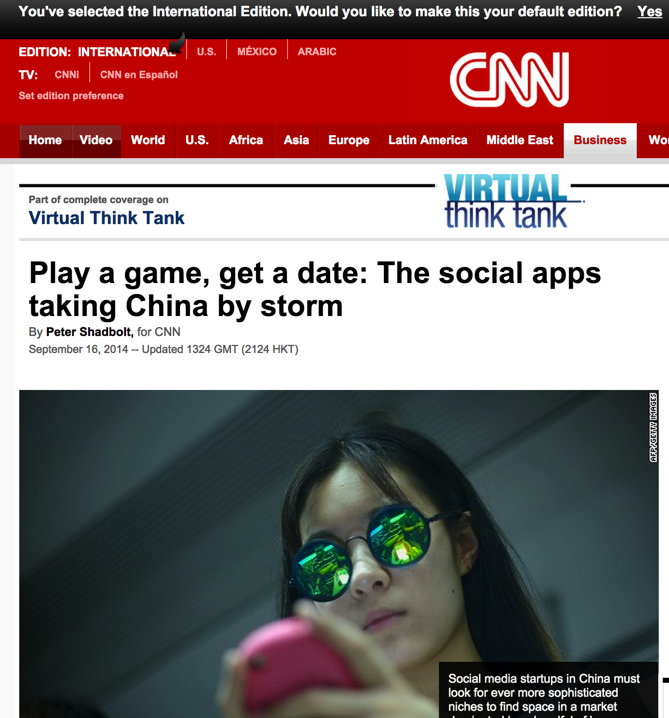 You've selected the International Edition. Would you like to make this your default edition? Yes
EDITION: INTERNATIONAL U.S. MÉXICO ARABIC
TV: CNNi CNN en Español
Set edition preference
CNN
Home Video World U.S. Africa Asia Europe Latin America Middle East Business Wo
Part of complete coverage on
Virtual Think Tank
VIRTUAL
think tank
Play a game, get a date: The social apps
taking China by storm
By Peter Shadbolt, for CNN
September 16, 2014 -- Updated 1324 GMT (2124 HKT)
AFP/GETTY IMAGES
Social media startups in China must
look for ever more sophisticated
niches to find space in a market